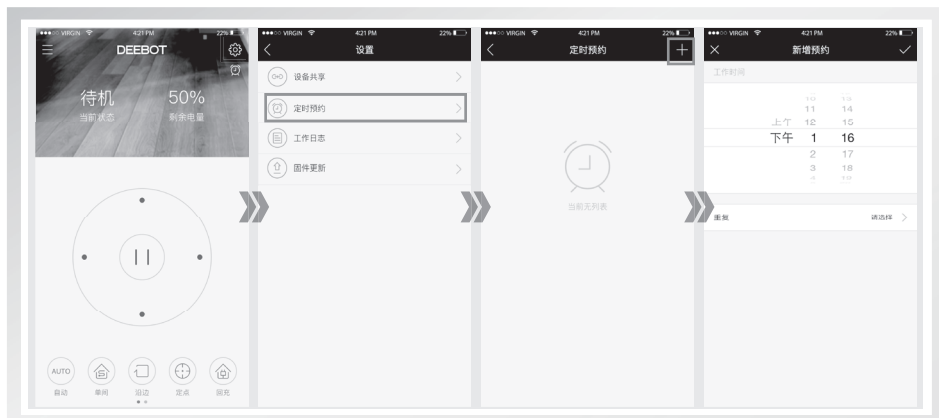 VIRGIN 4:21 PM 22%
DEEBOT
待机 50%
当前状态 剩余电量
AUTO
自动 单间 沿边 定点 回充
VIRGIN 4:21 PM 22%
设置
设备共享
定时预约
工作日志
固件更新
VIRGIN 4:21 PM 22%
定时预约
当前无列表
VIRGIN 4:21 PM 22%
新增预约
工作时间
10 13
11 14
上午 12 15
下午 1 16
2 17
3 18
4 19
重复 请选择